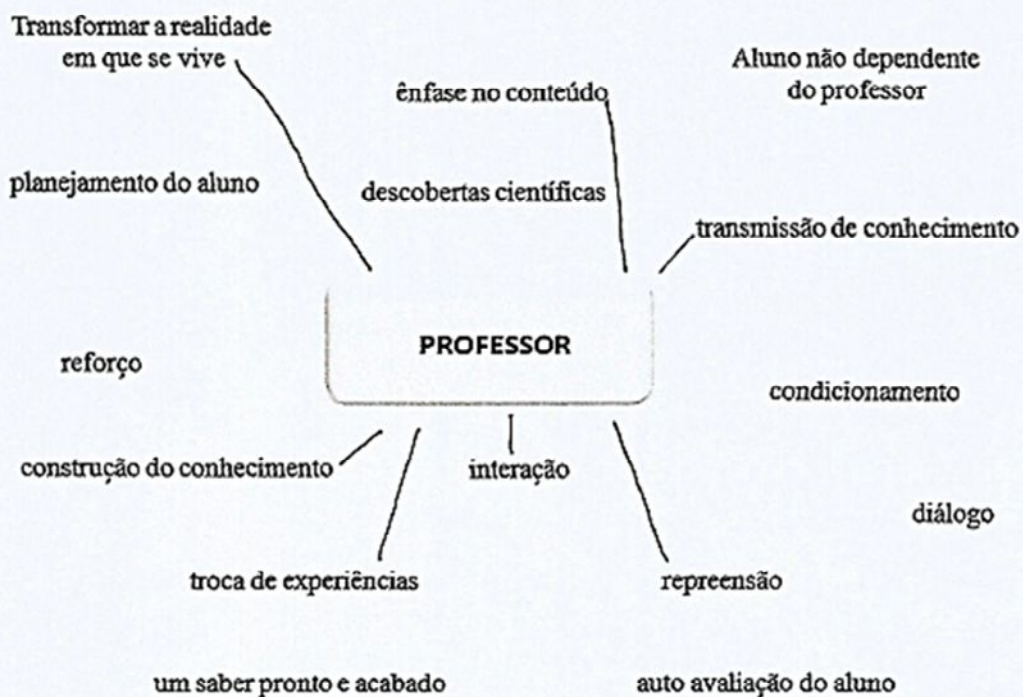 Transformar a realidade
em que se vive
Aluno não dependente
do professor
ênfase no conteúdo
planejamento do aluno
descobertas científicas
transmissão de conhecimento
PROFESSOR
reforço
condicionamento
construção do conhecimento
interação
diálogo
troca de experiências
repreensão
um saber pronto e acabado
auto avaliação do aluno